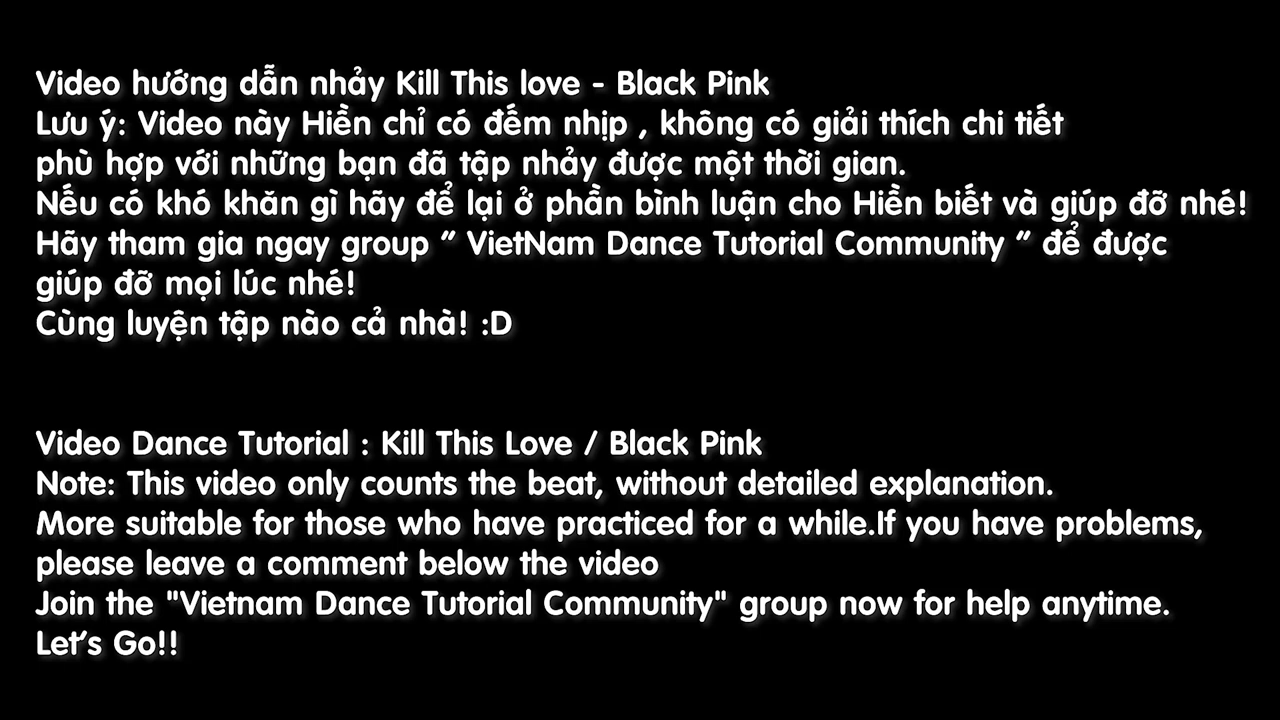 Video hướng dẫn nhảy Kill This love - Black Pink
Lưu ý: Video này Hiền chỉ có đếm nhịp , không có giải thích chi tiết
phù hợp với những bạn đã tập nhảy được một thời gian.
Nếu có khó khăn gì hãy để lại ở phần bình luận cho Hiền biết và giúp đỡ nhé!
Hãy tham gia ngay group “ VietNam Dance Tutorial Community “ để được
giúp đỡ mọi lúc nhé!
Cùng luyện tập nào cả nhà! :D
Video Dance Tutorial : Kill This Love / Black Pink
Note: This video only counts the beat, without detailed explanation.
More suitable for those who have practiced for a while.If you have problems,
please leave a comment below the video
Join the "Vietnam Dance Tutorial Community" group now for help anytime.
Let’s Go!!